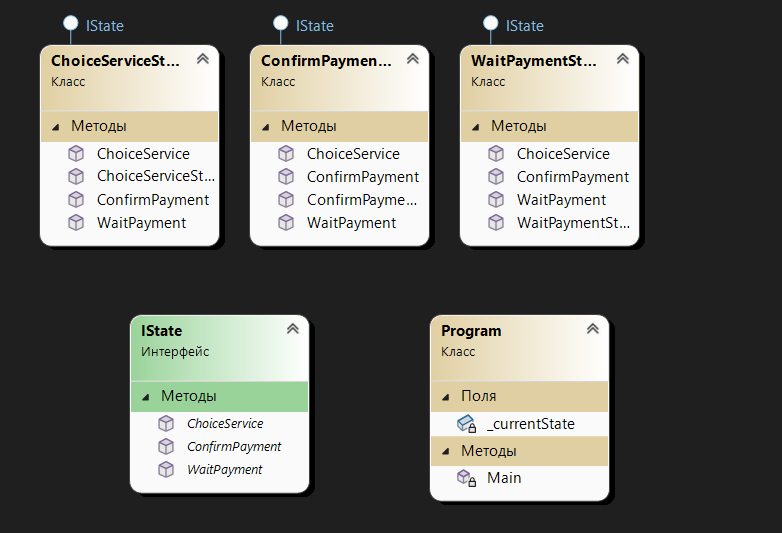 IState
IState
IState
ChoiceServiceSt...
Класс
Методы
ChoiceService
ChoiceServiceSt...
ConfirmPayment
WaitPayment
ConfirmPaymen...
Класс
Методы
ChoiceService
ConfirmPayment
ConfirmPayme...
WaitPayment
WaitPaymentSt...
Класс
Методы
ChoiceService
ConfirmPayment
WaitPayment
WaitPaymentSt...
IState
Интерфейс
Методы
ChoiceService
ConfirmPayment
WaitPayment
Program
Класс
Поля
_currentState
Методы
Main